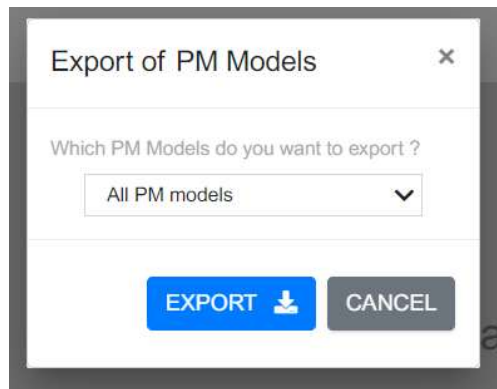 Export of PM Models ×
Which PM Models do you want to export ?
All PM models
EXPORT CANCEL
a